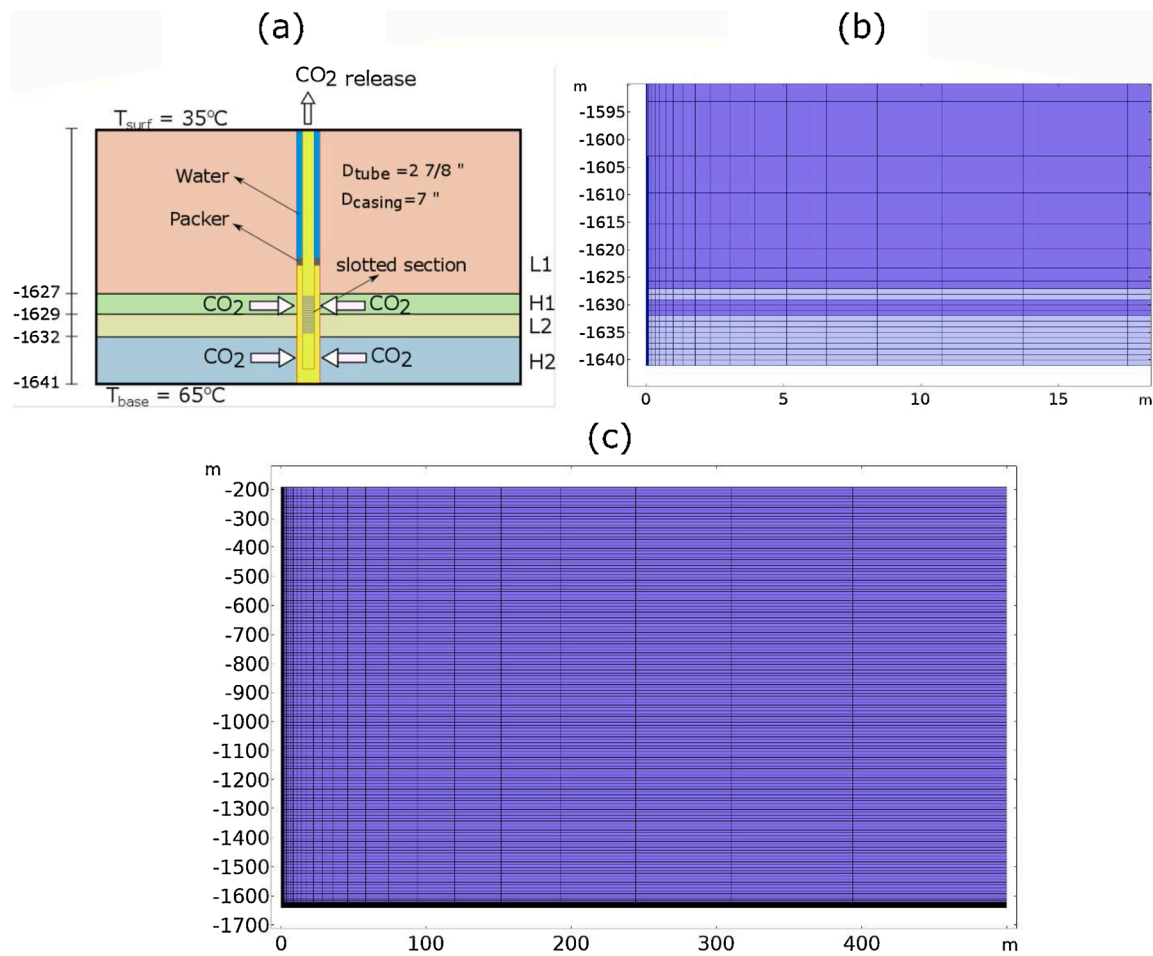 (a)
CO2 release
Tsurf = 35°C
Water
Dtube =2 7/8 "
Dcasing=7 "
Packer
slotted section
L1
-1627
CO2
CO2
H1
-1629
L2
-1632
CO2
CO2
H2
-1641
Tbase = 65°C
(b)
m
-1595
-1600
-1605
-1610
-1615
-1620
-1625
-1630
-1635
-1640
0 5 10 15 m
(c)
m
-200
-300
-400
-500
-600
-700
-800
-900
-1000
-1100
-1200
-1300
-1400
-1500
-1600
-1700
0 100 200 300 400 m